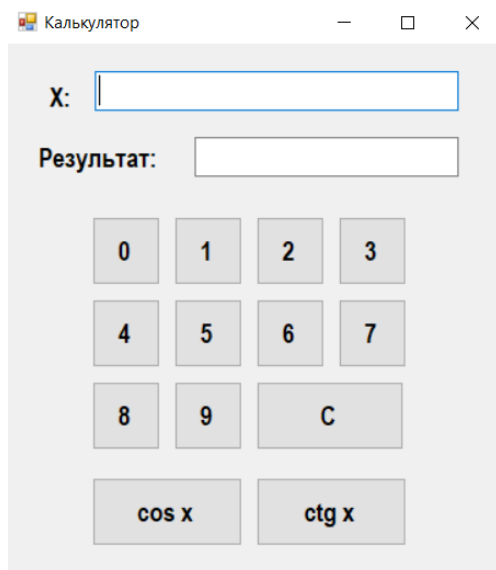 Калькулятор
X:
Результат:
0 1 2 3
4 5 6 7
8 9 C
cos x ctg x